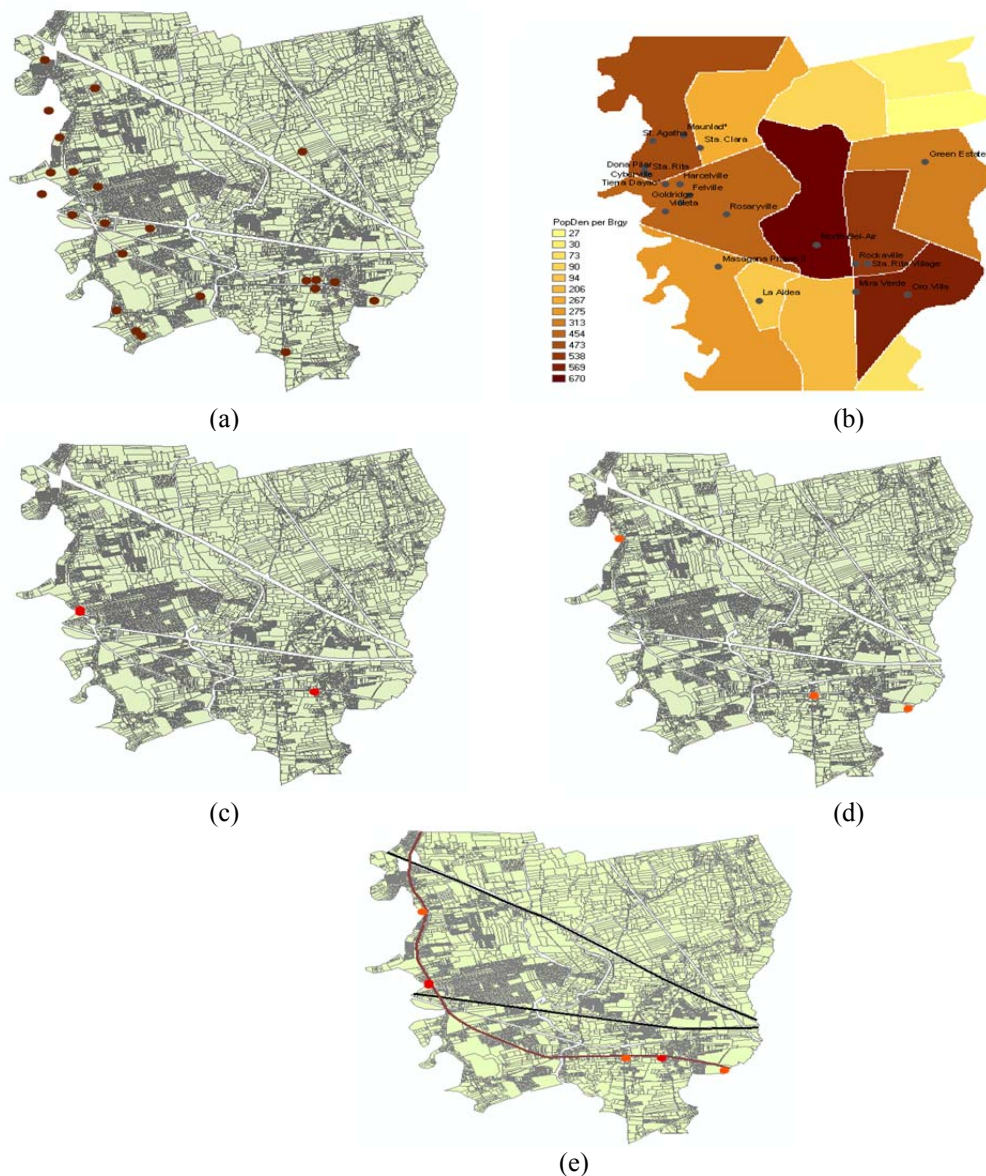 (a)
St. Agatha
Maunlad*
Sta. Clara
Green Estate
Dona Pilar
Sta. Rita
Cyberville
Tierra Dayao
Harcelville
Felville
Goldridge
Violeta
Rosaryville
North Bel-Air
Masagana Phase II
Rockaville
Sta. Rita Village
Mira Verde
Oro Villa
La Aldea
PopDen per Brgy
27
30
73
90
94
206
267
275
313
454
473
538
569
670
(b)
(c)
(d)
(e)